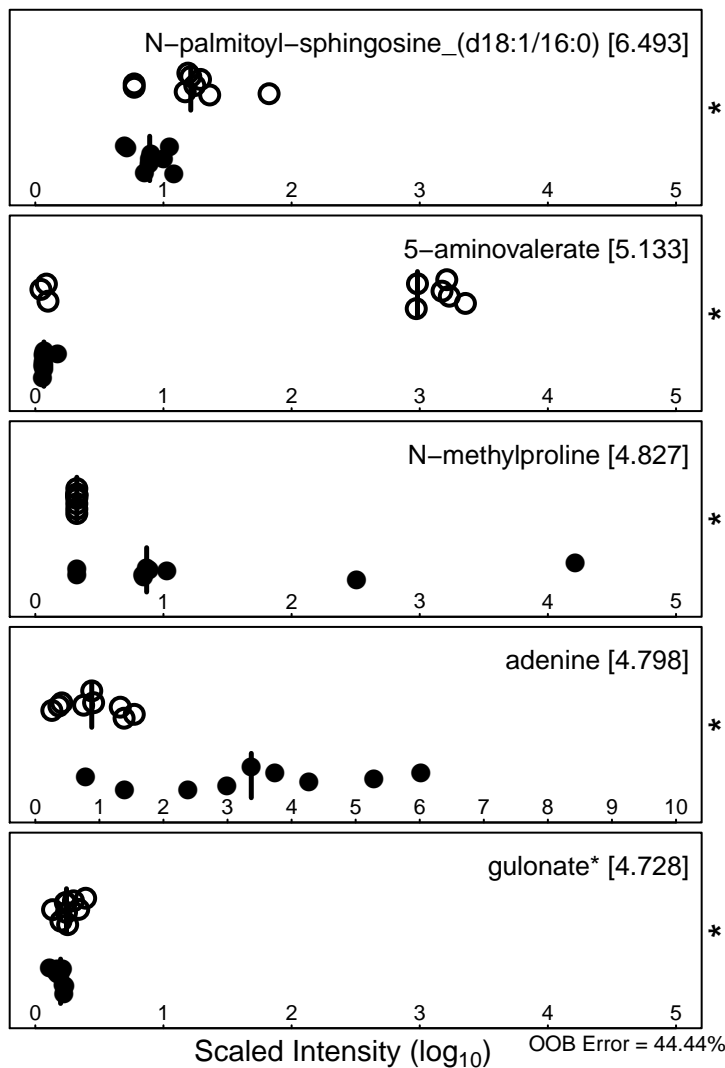 N−palmitoyl−sphingosine_(d18:1/16:0) [6.493]
*
0 1 2 3 4 5
5−aminovalerate [5.133]
*
0 1 2 3 4 5
N−methylproline [4.827]
*
0 1 2 3 4 5
adenine [4.798]
*
0 1 2 3 4 5 6 7 8 9 10
gulonate* [4.728]
*
0 1 2 3 4 5
Scaled Intensity (log10) OOB Error = 44.44%